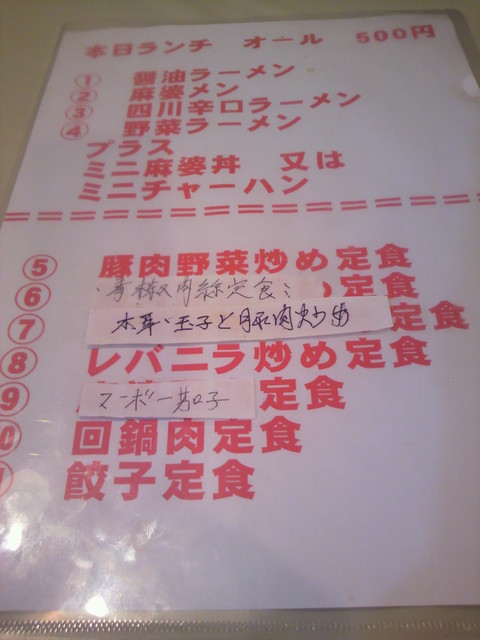 本日ランチ オール 500円
① 醤油ラーメン
② 麻婆メン
③ 四川辛口ラーメン
④ 野菜ラーメン
プラス
ミニ麻婆丼 又は
ミニチャーハン
⑤ 豚肉野菜炒め定食
⑥ 青椒肉絲定食 め定食
⑦ 木耳、玉子と豚肉炒め 定食
⑧ レバニラ炒め定食
9 マーボー茄子 定食
0 回鍋肉定食
餃子定食